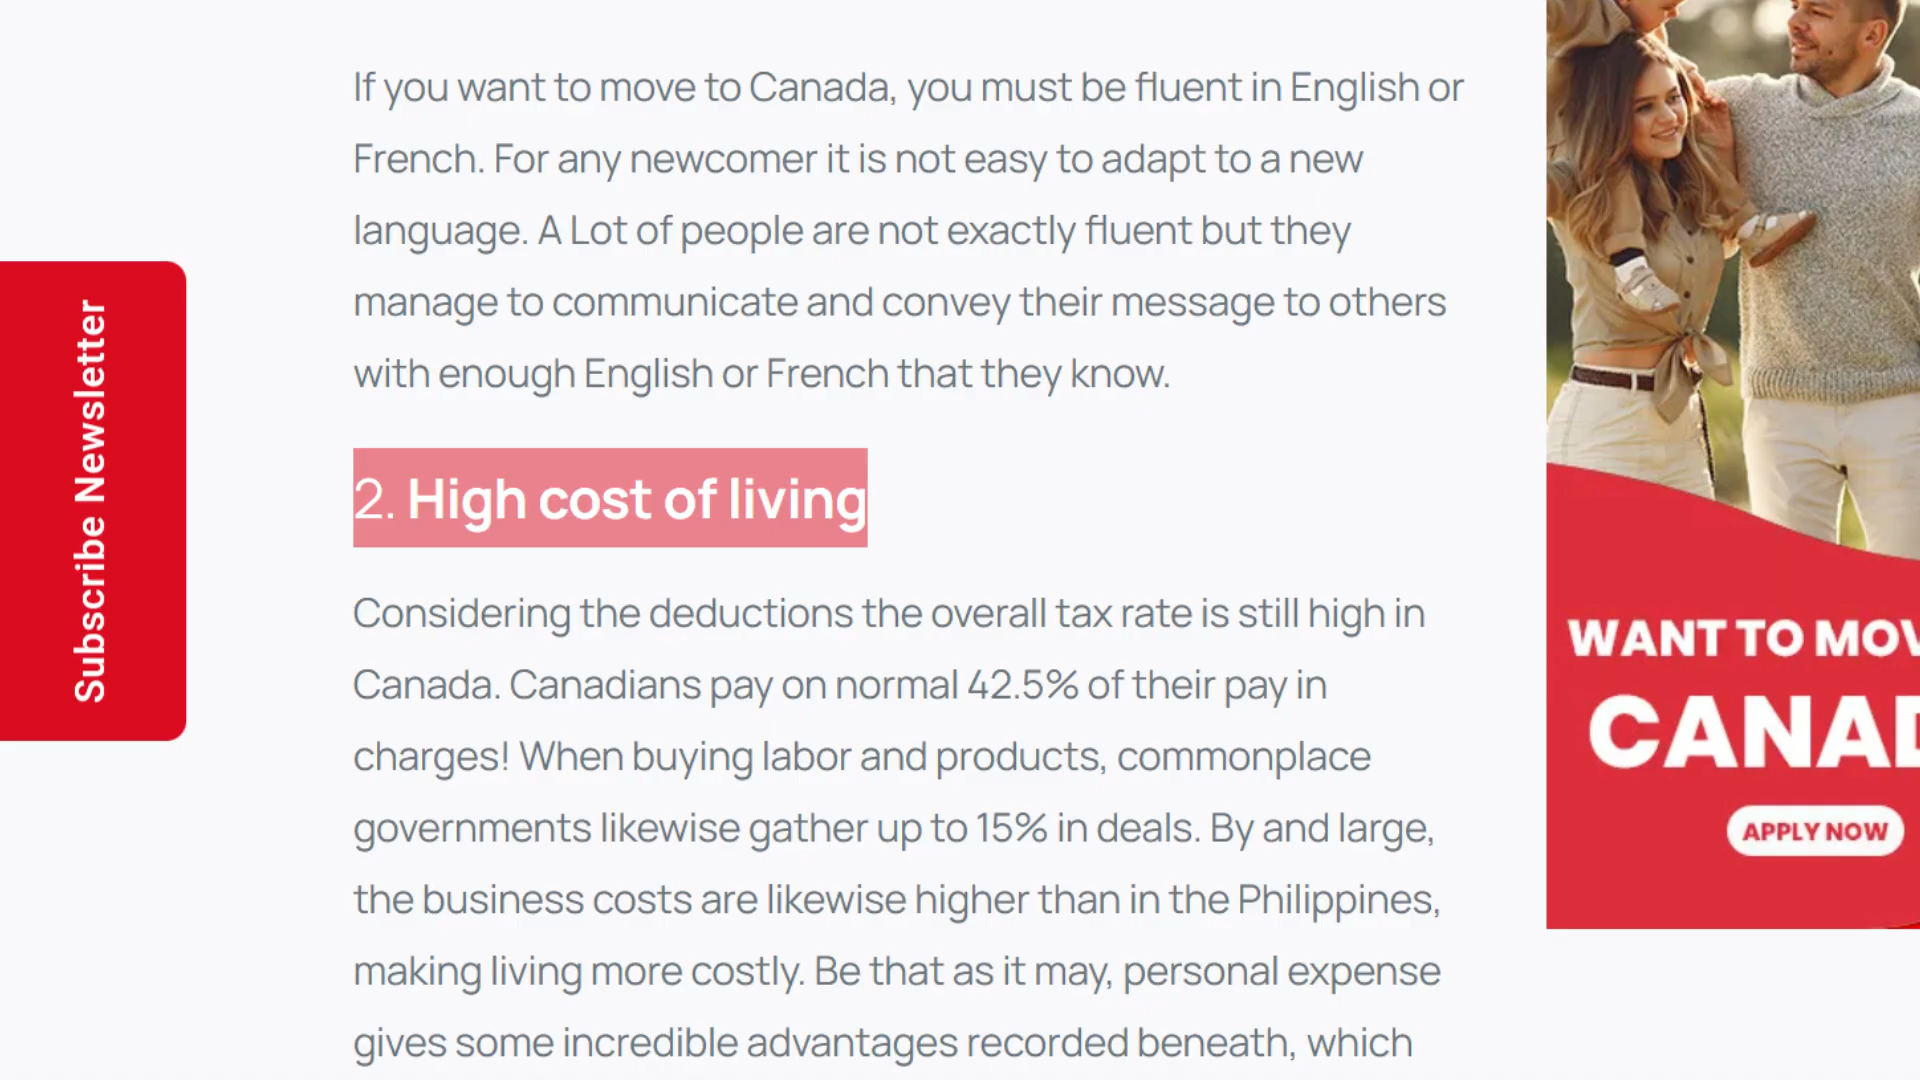 If you want to move to Canada, you must be fluent in English or
French. For any newcomer it is not easy to adapt to a new
language. A Lot of people are not exactly fluent but they
manage to communicate and convey their message to others
with enough English or French that they know.
2. High cost of living
Considering the deductions the overall tax rate is still high in
Canada. Canadians pay on normal 42.5% of their pay in
charges! When buying labor and products, commonplace
governments likewise gather up to 15% in deals. By and large,
the business costs are likewise higher than in the Philippines,
making living more costly. Be that as it may, personal expense
gives some incredible advantages recorded beneath, which
Subscribe Newsletter
WANT TO MOV
CANAD
APPLY NOW